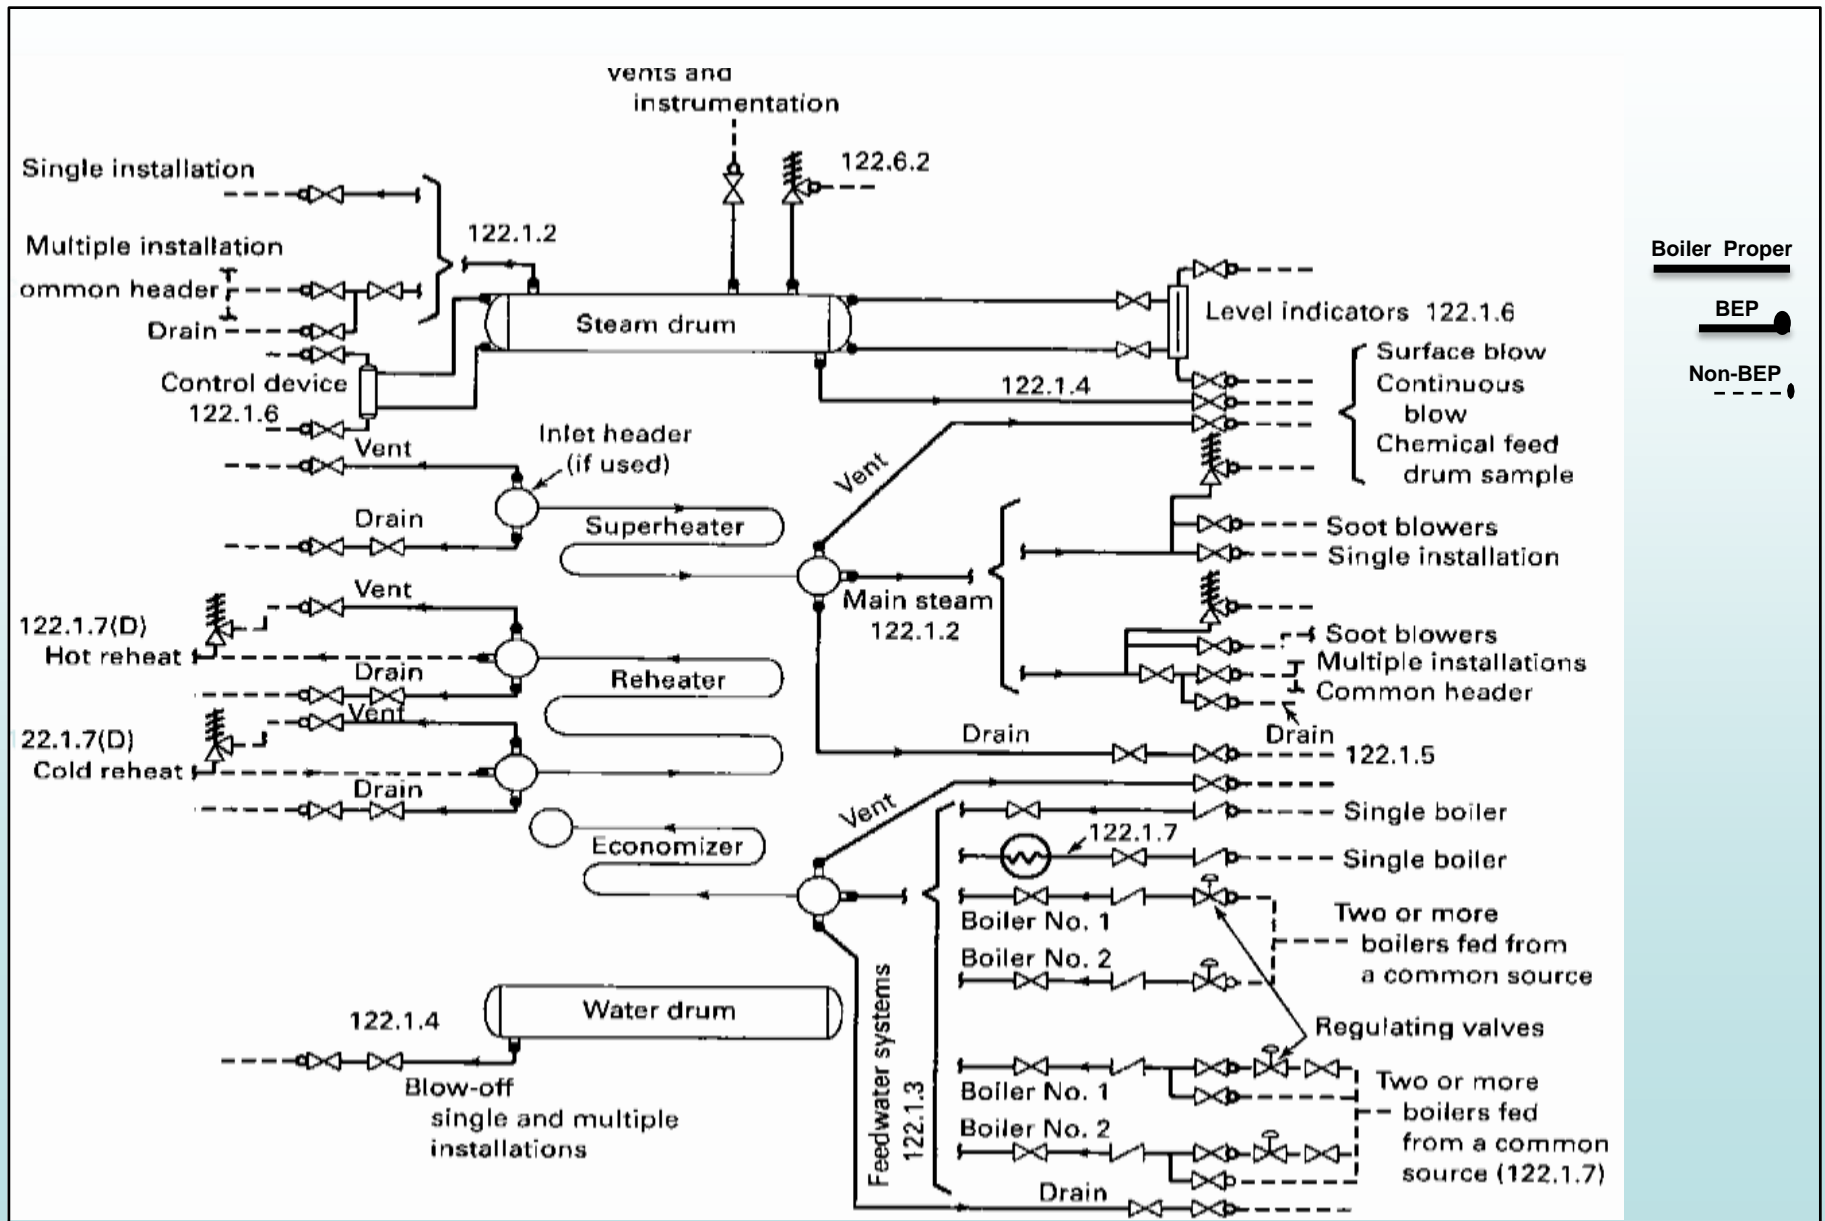 vents and
instrumentation
122.6.2
Single installation
122.1.2
Multiple installation
ommon header
Drain
Steam drum
Level indicators 122.1.6
Control device
122.1.6
122.1.4
Surface blow
Continuous
blow
Chemical feed
drum sample
Vent
Inlet header
(if used)
Drain
Superheater
Vent
Soot blowers
Single installation
Main steam
122.1.2
Vent
122.1.7(D)
Hot reheat
Drain
Reheater
Soot blowers
Multiple installations
Common header
Drain
Vent
22.1.7(D)
Cold reheat
Drain
Drain
122.1.5
Economizer
Vent
Single boiler
122.1.7
Single boiler
Boiler No. 1
Boiler No. 2
Two or more
boilers fed from
a common source
Regulating valves
Water drum
122.1.4
Blow-off
single and multiple
installations
Feedwater systems
122.1.3
Boiler No. 1
Boiler No. 2
Two or more
boilers fed
from a common
source (122.1.7)
Drain
Boiler Proper
BEP
Non-BEP